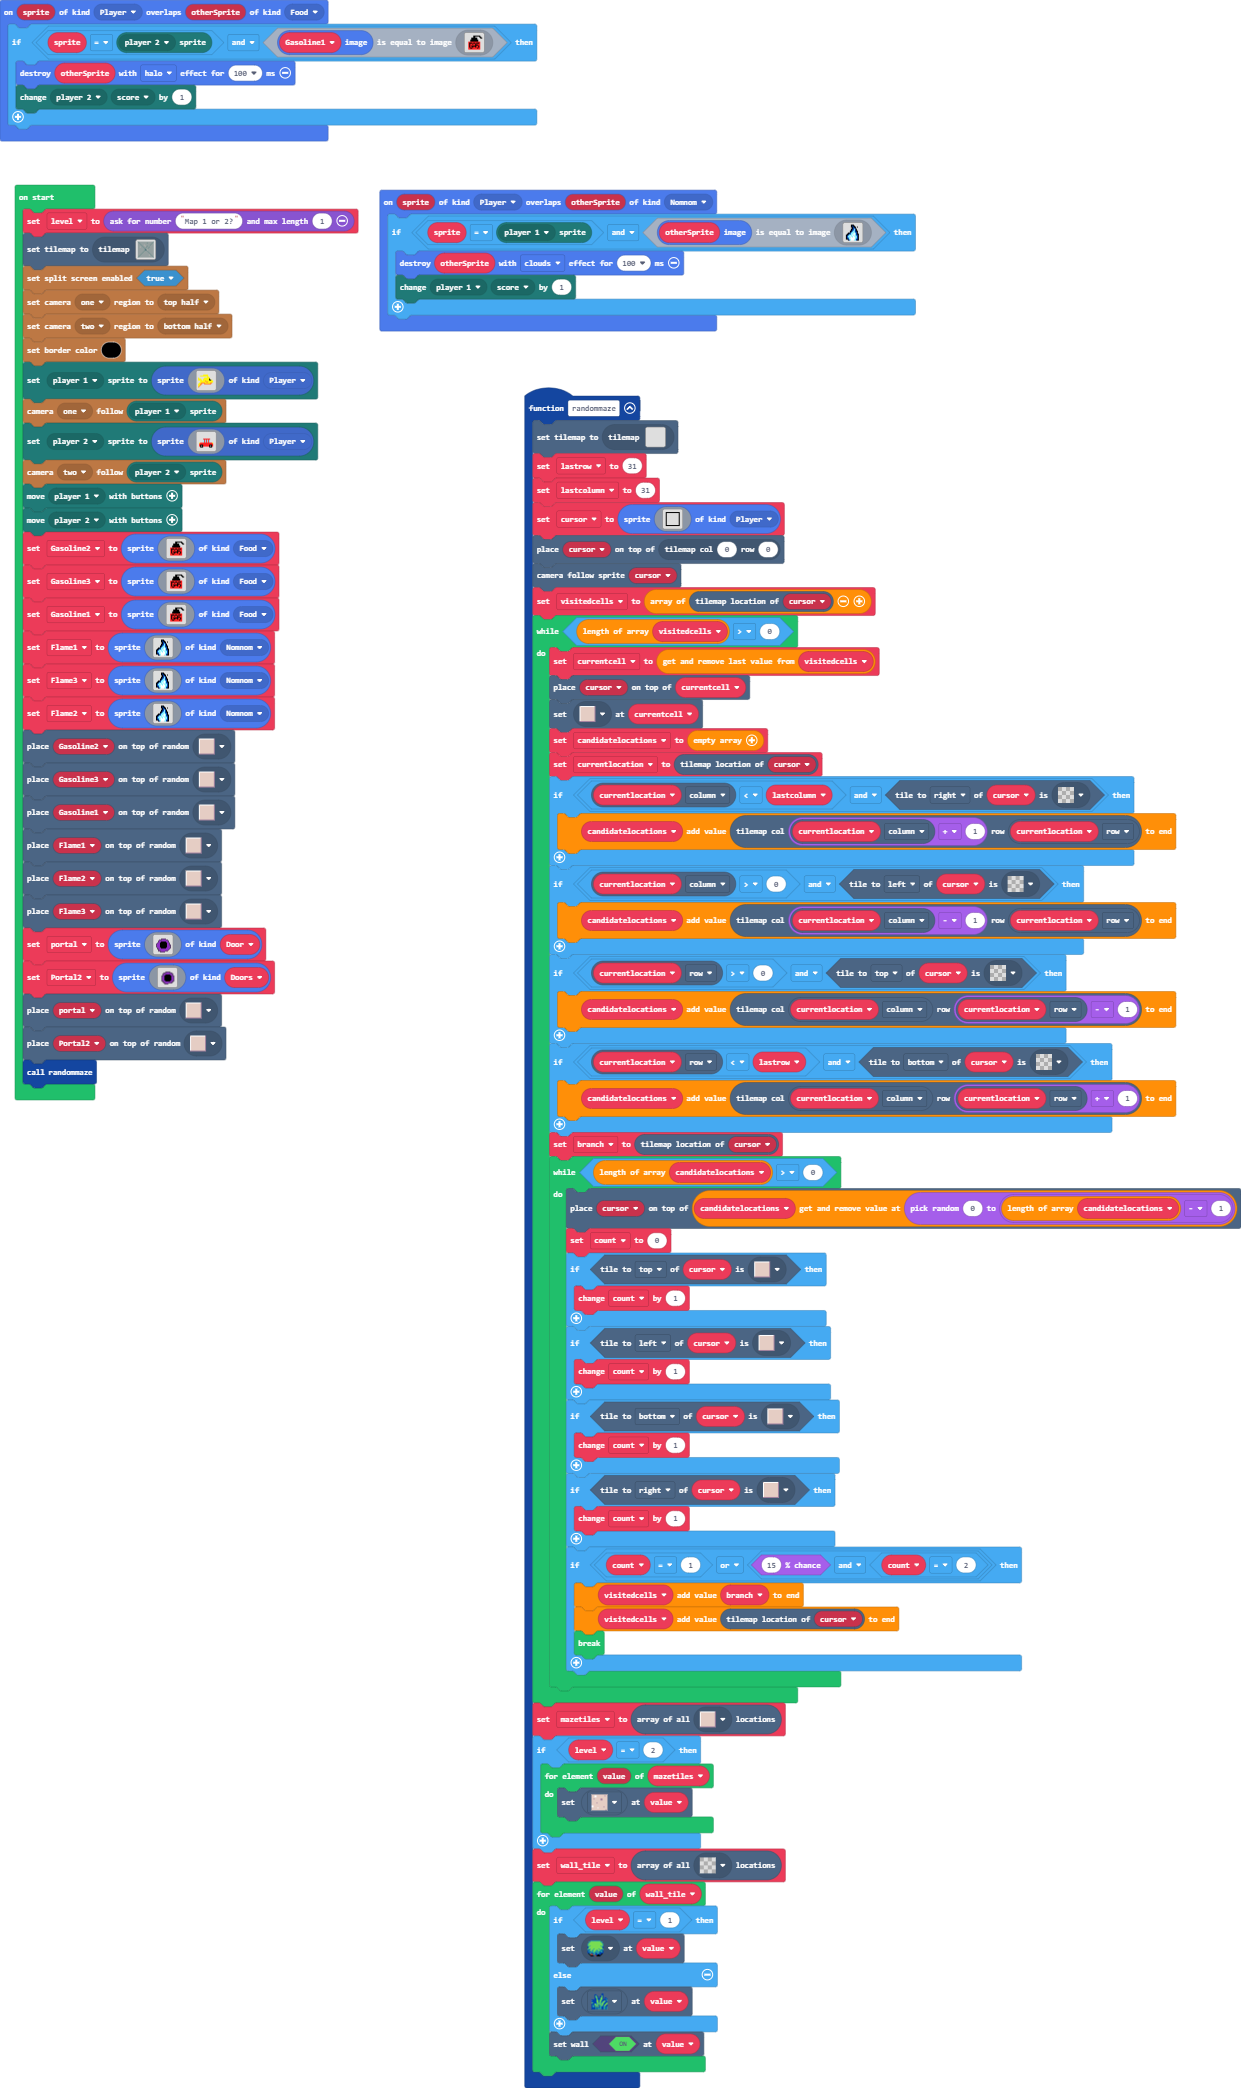 on sprite of kind Player overlaps otherSprite of kind Food
if sprite = player 2 sprite and Gasoline1 image is equal to image then
destroy otherSprite with halo effect for 100 ms
change player 2 score by 1
on start
set level to ask for number "Map 1 or 2?" and max length 1
set tilemap to tilemap
set split screen enabled true
set camera one region to top half
set camera two region to bottom half
set border color
set player 1 sprite to sprite of kind Player
camera one follow player 1 sprite
set player 2 sprite to sprite of kind Player
camera two follow player 2 sprite
move player 1 with buttons
move player 2 with buttons
set Gasoline2 to sprite of kind Food
set Gasoline3 to sprite of kind Food
set Gasoline1 to sprite of kind Food
set Flame1 to sprite of kind Nomnom
set Flame3 to sprite of kind Nomnom
set Flame2 to sprite of kind Nomnom
place Gasoline2 on top of random
place Gasoline3 on top of random
place Gasoline1 on top of random
place Flame1 on top of random
place Flame2 on top of random
place Flame3 on top of random
set portal to sprite of kind Door
set Portal2 to sprite of kind Doors
place portal on top of random
place Portal2 on top of random
call randommaze
on sprite of kind Player overlaps otherSprite of kind Nomnom
if sprite = player 1 sprite and otherSprite image is equal to image then
destroy otherSprite with clouds effect for 100 ms
change player 1 score by 1
function randommaze
set tilemap to tilemap
set lastrow to 31
set lastcolumn to 31
set cursor to sprite of kind Player
place cursor on top of tilemap col 0 row 0
camera follow sprite cursor
set visitedcells to array of tilemap location of cursor
while length of array visitedcells > 0
do
set currentcell to get and remove last value from visitedcells
place cursor on top of currentcell
set at currentcell
set candidatelocations to empty array
set currentlocation to tilemap location of cursor
if currentlocation column < lastcolumn and tile to right of cursor is then
candidatelocations add value tilemap col currentlocation column + 1 row currentlocation row to end
if currentlocation column > 0 and tile to left of cursor is then
candidatelocations add value tilemap col currentlocation column - 1 row currentlocation row to end
if currentlocation row > 0 and tile to top of cursor is then
candidatelocations add value tilemap col currentlocation column row currentlocation row - 1 to end
if currentlocation row < lastrow and tile to bottom of cursor is then
candidatelocations add value tilemap col currentlocation column row currentlocation row + 1 to end
set branch to tilemap location of cursor
while length of array candidatelocations > 0
do
place cursor on top of candidatelocations get and remove value at pick random 0 to length of array candidatelocations - 1
set count to 0
if tile to top of cursor is then
change count by 1
if tile to left of cursor is then
change count by 1
if tile to bottom of cursor is then
change count by 1
if tile to right of cursor is then
change count by 1
if count = 1 or 15 % chance and count = 2 then
visitedcells add value branch to end
visitedcells add value tilemap location of cursor to end
break
set mazetiles to array of all locations
if level = 2 then
for element value of mazetiles
do
set at value
set wall_tile to array of all locations
for element value of wall_tile
do
if level = 1 then
set at value
else
set at value
set wall ON at value